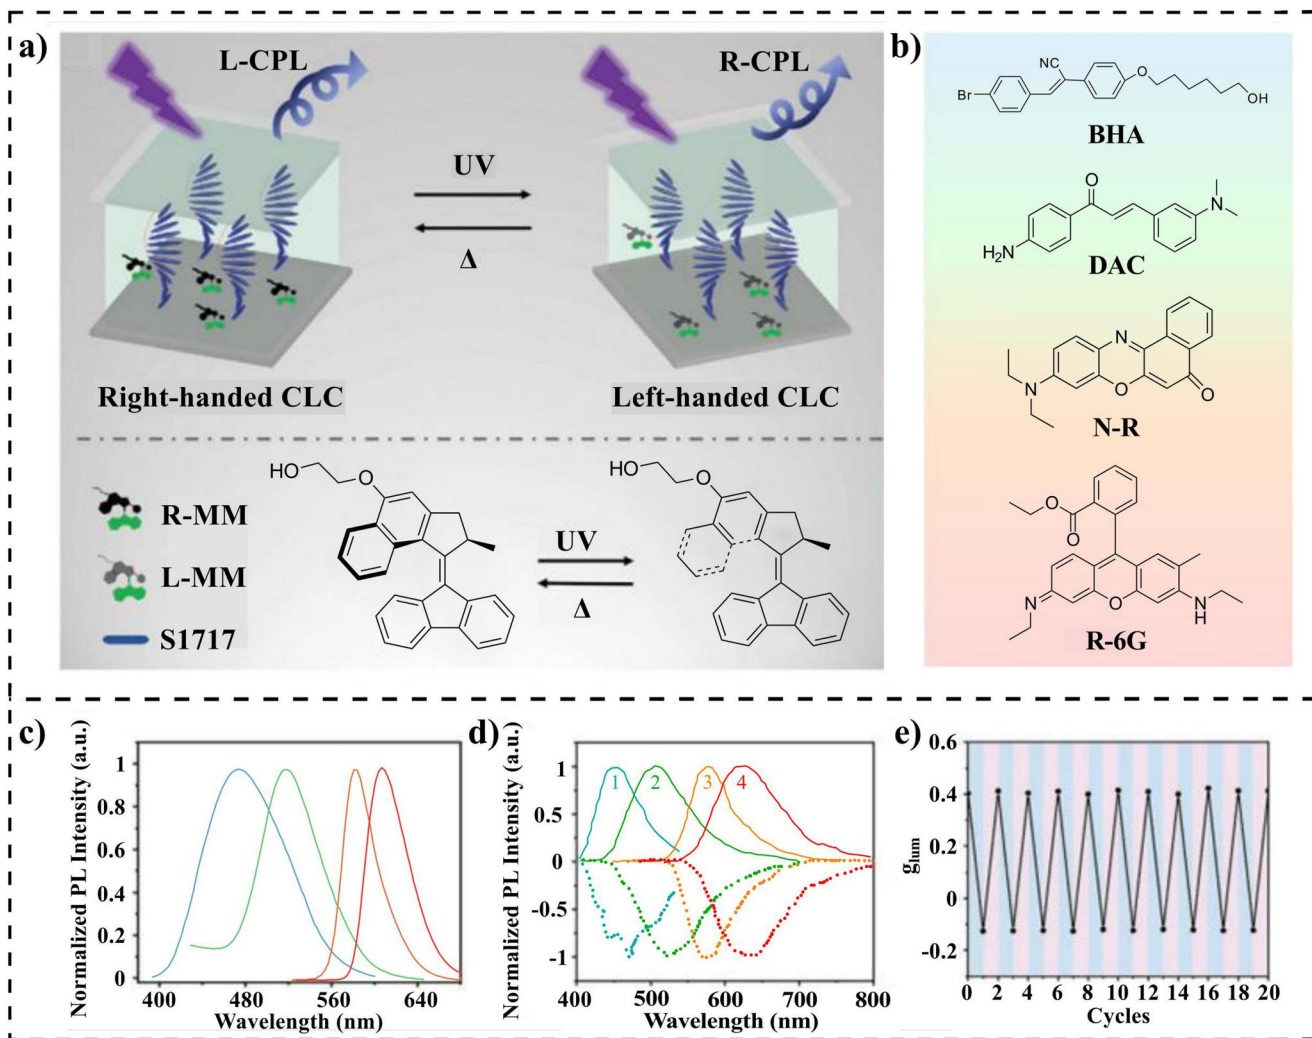 a)
L-CPL
R-CPL
UV
Δ
Right-handed CLC
Left-handed CLC
R-MM
L-MM
S1717
HO
O
UV
Δ
HO
O
b)
NC
Br
O
OH
BHA
O
N
H₂N
DAC
N
N
O
O
N-R
O
O
N
O
N
H
R-6G
c)
Normalized PL Intensity (a.u.)
1
0.8
0.6
0.4
0.2
0
400 480 560 640
Wavelength (nm)
d)
Normalized PL Intensity (a.u.)
1
0.5
0
-0.5
-1
1 2 3 4
400 500 600 700 800
Wavelength (nm)
e)
glum
0.6
0.4
0.2
0
-0.2
0 2 4 6 8 10 12 14 16 18 20
Cycles